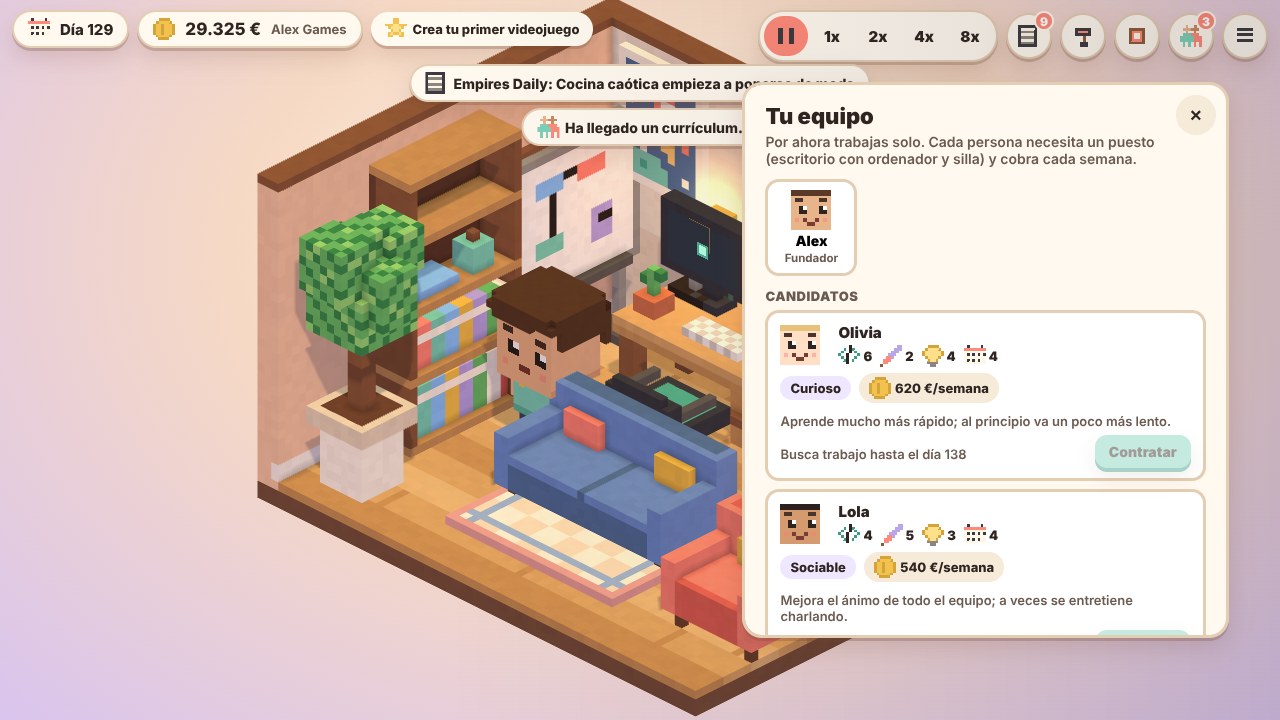 Día 129
29.325 € Alex Games
Crea tu primer videojuego
1x 2x 4x 8x
9
3
Empires Daily: Cocina caótica empieza a
Ha llegado un currículum.
Tu equipo
×
Por ahora trabajas solo. Cada persona necesita un puesto
(escritorio con ordenador y silla) y cobra cada semana.
Alex
Fundador
CANDIDATOS
Olivia
6 2 4 4
Curioso 620 €/semana
Aprende mucho más rápido; al principio va un poco más lento.
Busca trabajo hasta el día 138
Contratar
Lola
4 5 3 4
Sociable 540 €/semana
Mejora el ánimo de todo el equipo; a veces se entretiene
charlando.